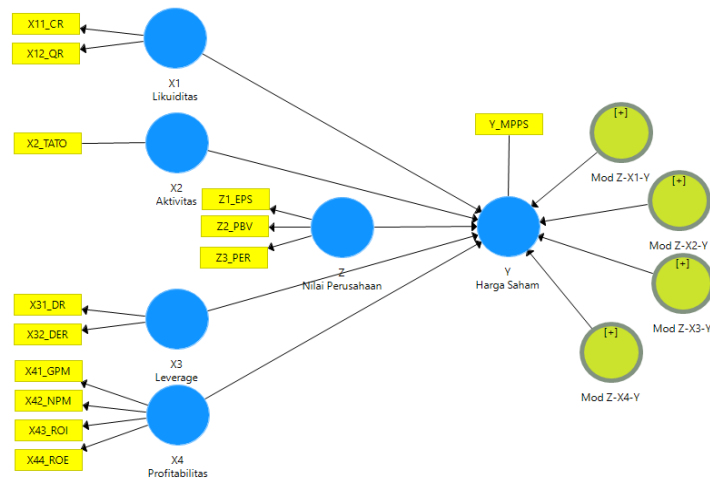 X11_CR
X12_QR
X1
Likuiditas
X2_TATO
X2
Aktivitas
Y_MPPS
[+]
Mod Z-X1-Y
Z1_EPS
Z2_PBV
Z3_PER
Z
Nilai Perusahaan
Y
Harga Saham
[+]
Mod Z-X2-Y
[+]
Mod Z-X3-Y
[+]
Mod Z-X4-Y
X31_DR
X32_DER
X3
Leverage
X41_GPM
X42_NPM
X43_ROI
X44_ROE
X4
Profitabilitas